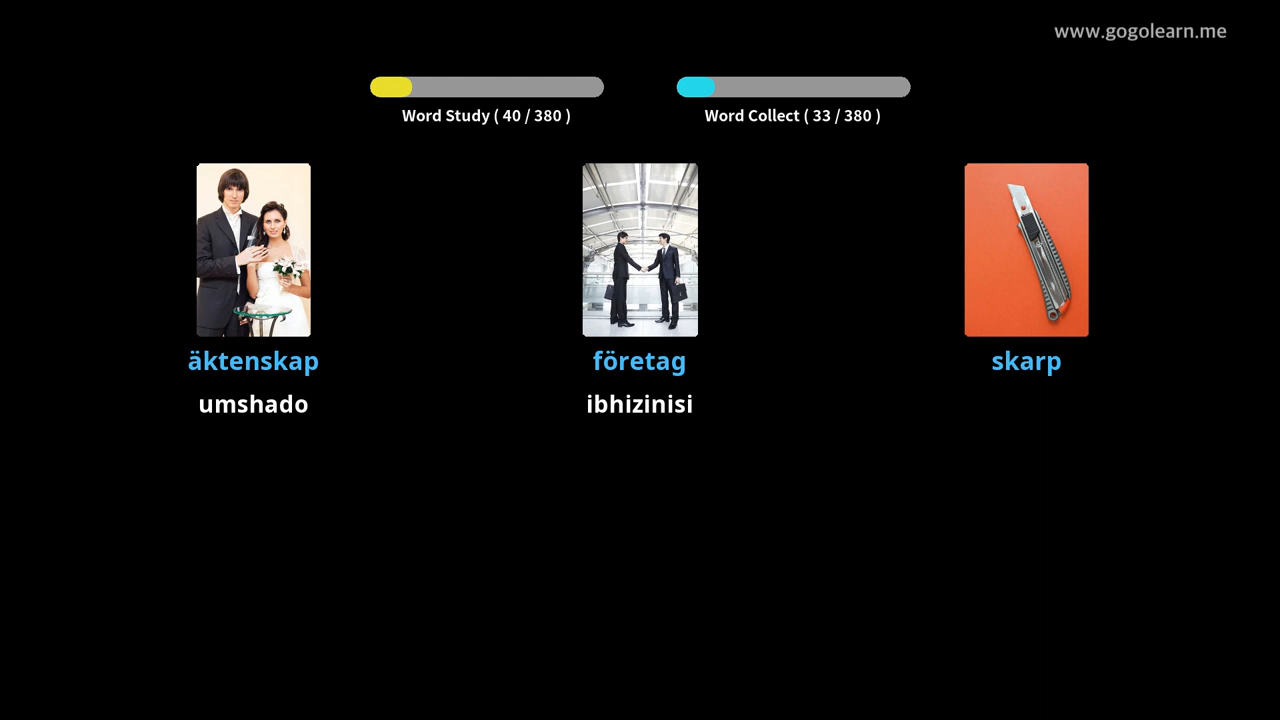 www.gogolearn.me
Word Study ( 40 / 380 )
Word Collect ( 33 / 380 )
äktenskap
företag
skarp
umshado
ibhizinisi